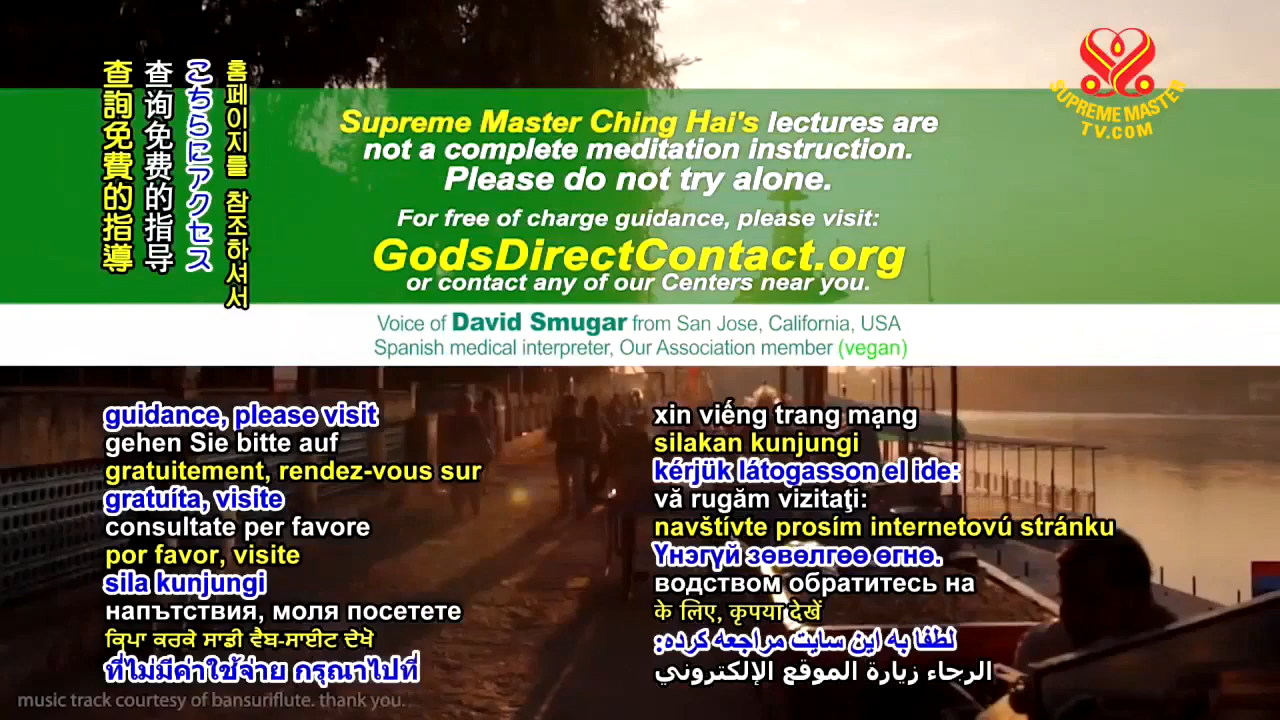 查詢免費的指導
查询免费的指导
こちらにアクセス
홈페이지를 참조하셔서
SUPREME MASTER
TV.COM
Supreme Master Ching Hai's lectures are
not a complete meditation instruction.
Please do not try alone.
For free of charge guidance, please visit:
GodsDirectContact.org
or contact any of our Centers near you.
Voice of David Smugar from San Jose, California, USA
Spanish medical interpreter, Our Association member (vegan)
guidance, please visit
gehen Sie bitte auf
gratuitement, rendez-vous sur
gratuíta, visite
consultate per favore
por favor, visite
sila kunjungi
напътствия, моля посетете
ਕ੍ਰਿਪਾ ਕਰਕੇ ਸਾਡੀ ਵੈਬ-ਸਾਈਟ ਦੇਖੋ
ที่ไม่มีค่าใช้จ่าย กรุณาไปที่
xin viếng trang mạng
silakan kunjungi
kérjük látogasson el ide:
vă rugăm vizitaţi:
navštívte prosím internetovú stránku
Үнэгүй зөвөлгөө өгнө.
водством обратитесь на
के लिए, कृपया देखें
لطفا به این سایت مراجعه کرده:
الرجاء زيارة الموقع الإلكتروني
music track courtesy of bansuriflute. thank you.